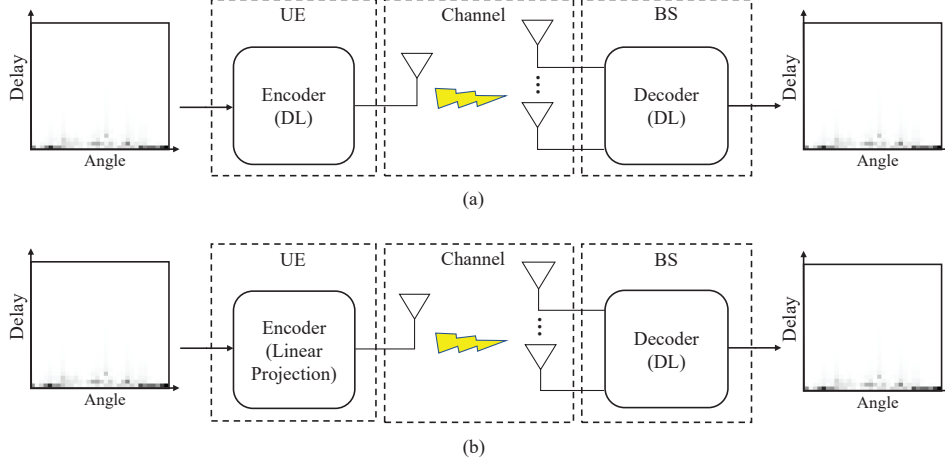 UE
Channel
BS
Delay
Encoder
(DL)
Decoder
(DL)
Delay
Angle
Angle
(a)
UE
Channel
BS
Delay
Encoder
(Linear
Projection)
Decoder
(DL)
Delay
Angle
Angle
(b)